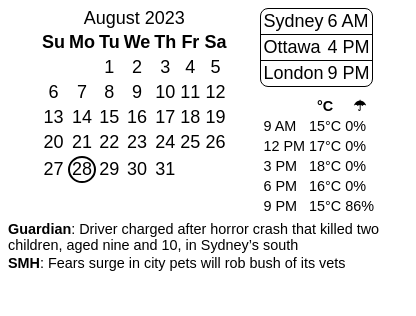 August 2023
Su Mo Tu We Th Fr Sa
1 2 3 4 5
6 7 8 9 10 11 12
13 14 15 16 17 18 19
20 21 22 23 24 25 26
27 28 29 30 31
Sydney 6 AM
Ottawa 4 PM
London 9 PM
°C ☂
9 AM 15°C 0%
12 PM 17°C 0%
3 PM 18°C 0%
6 PM 16°C 0%
9 PM 15°C 86%
Guardian: Driver charged after horror crash that killed two
children, aged nine and 10, in Sydney’s south
SMH: Fears surge in city pets will rob bush of its vets